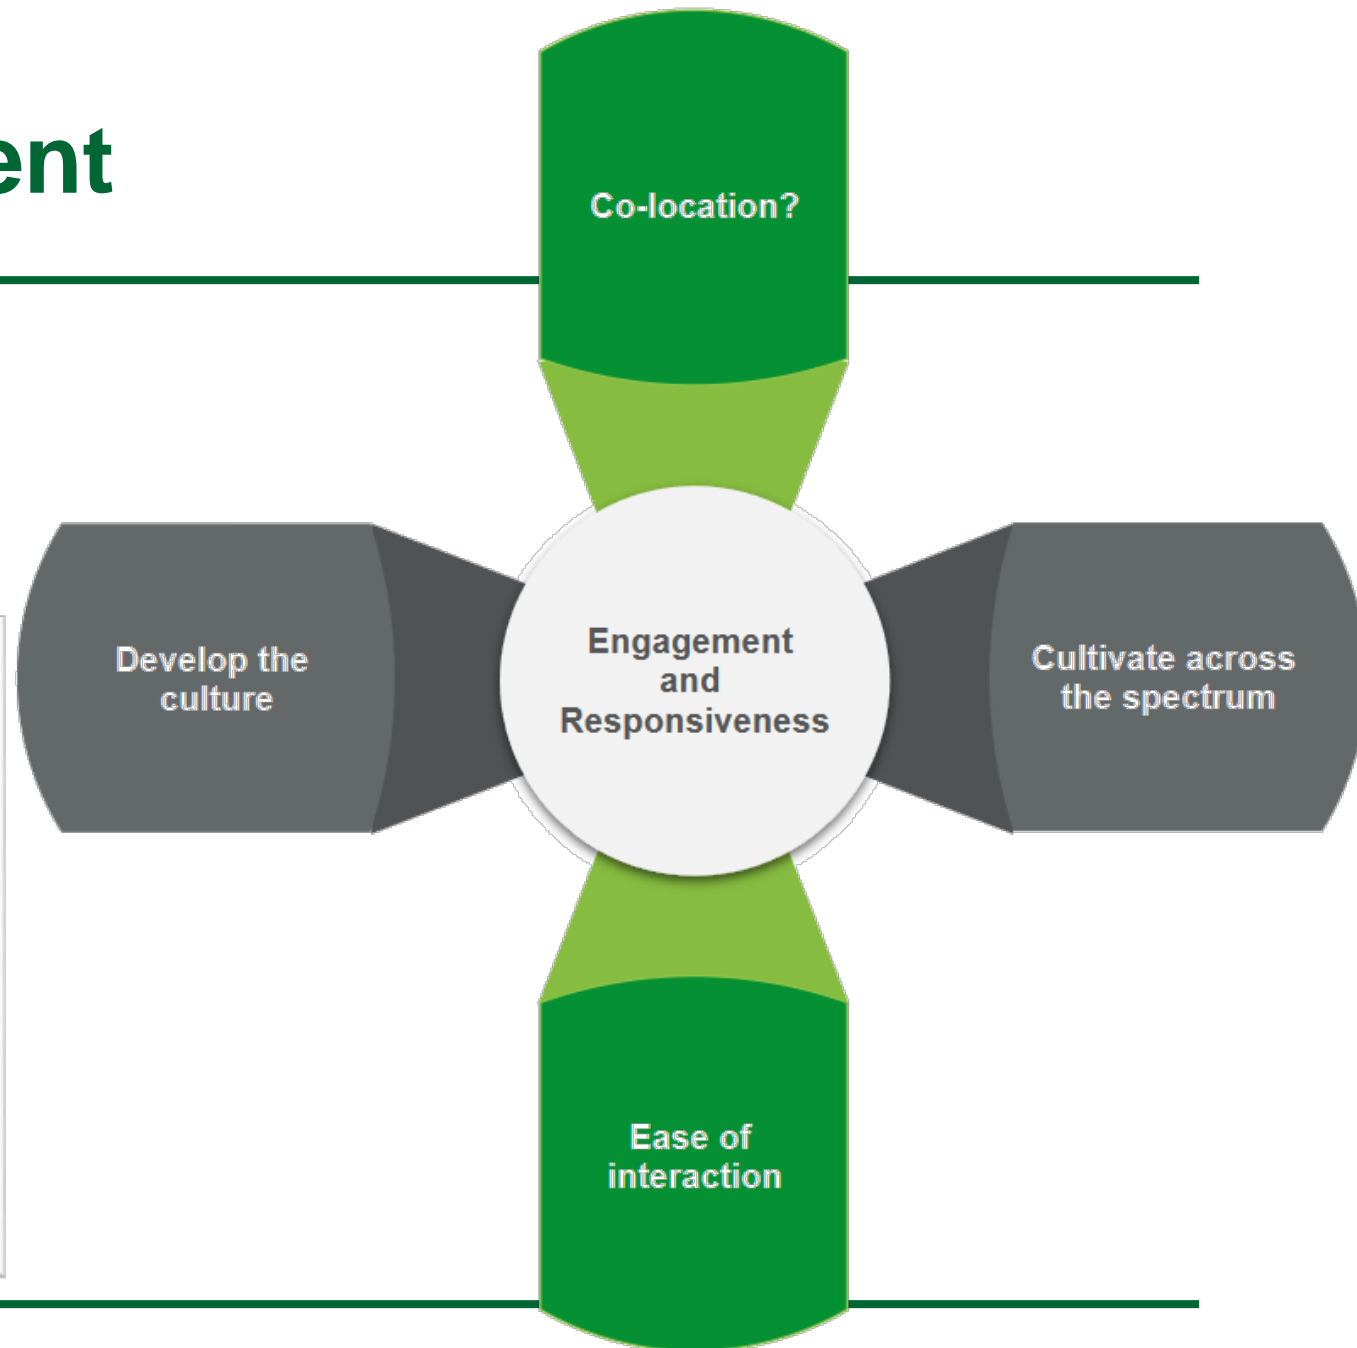 ent
Co-location?
Develop the
culture
Engagement
and
Responsiveness
Cultivate across
the spectrum
Ease of
interaction